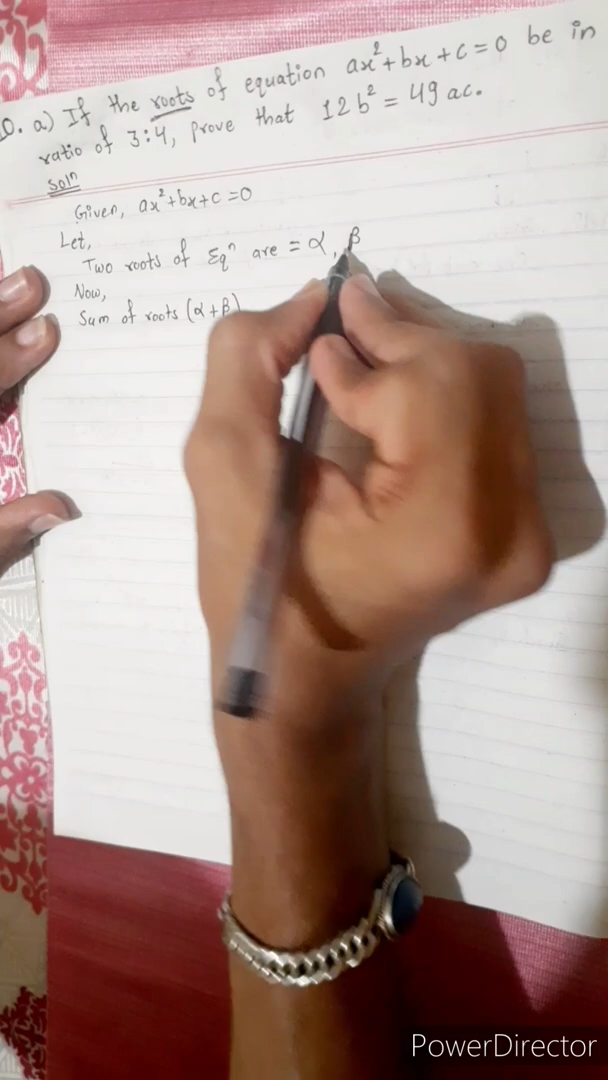 0. a) If the roots of equation ax²+bx+c=0 be in
ratio of 3:4, prove that 12b² = 49ac.
Solⁿ
Given, ax²+bx+c=0
Let,
Two roots of Eqⁿ are = α, β
Now,
Sum of roots (α+β)
PowerDirector